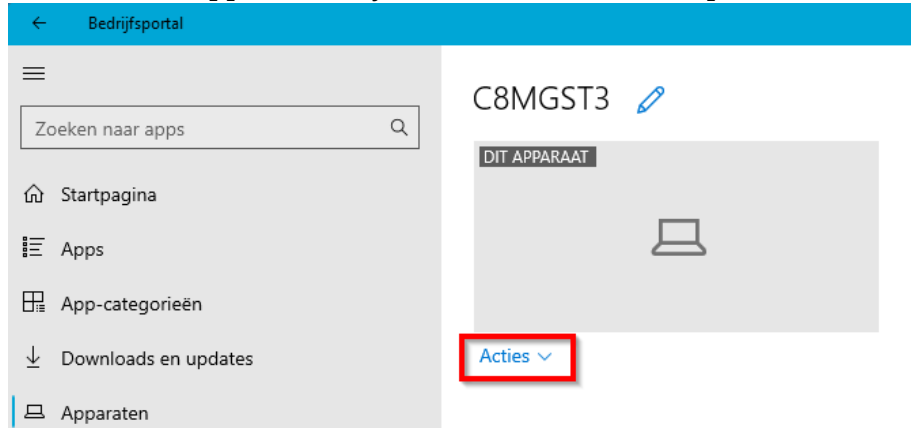 Bedrijfsportal
Zoeken naar apps
Startpagina
Apps
App-categorieën
Downloads en updates
Apparaten
C8MGST3
DIT APPARAAT
Acties